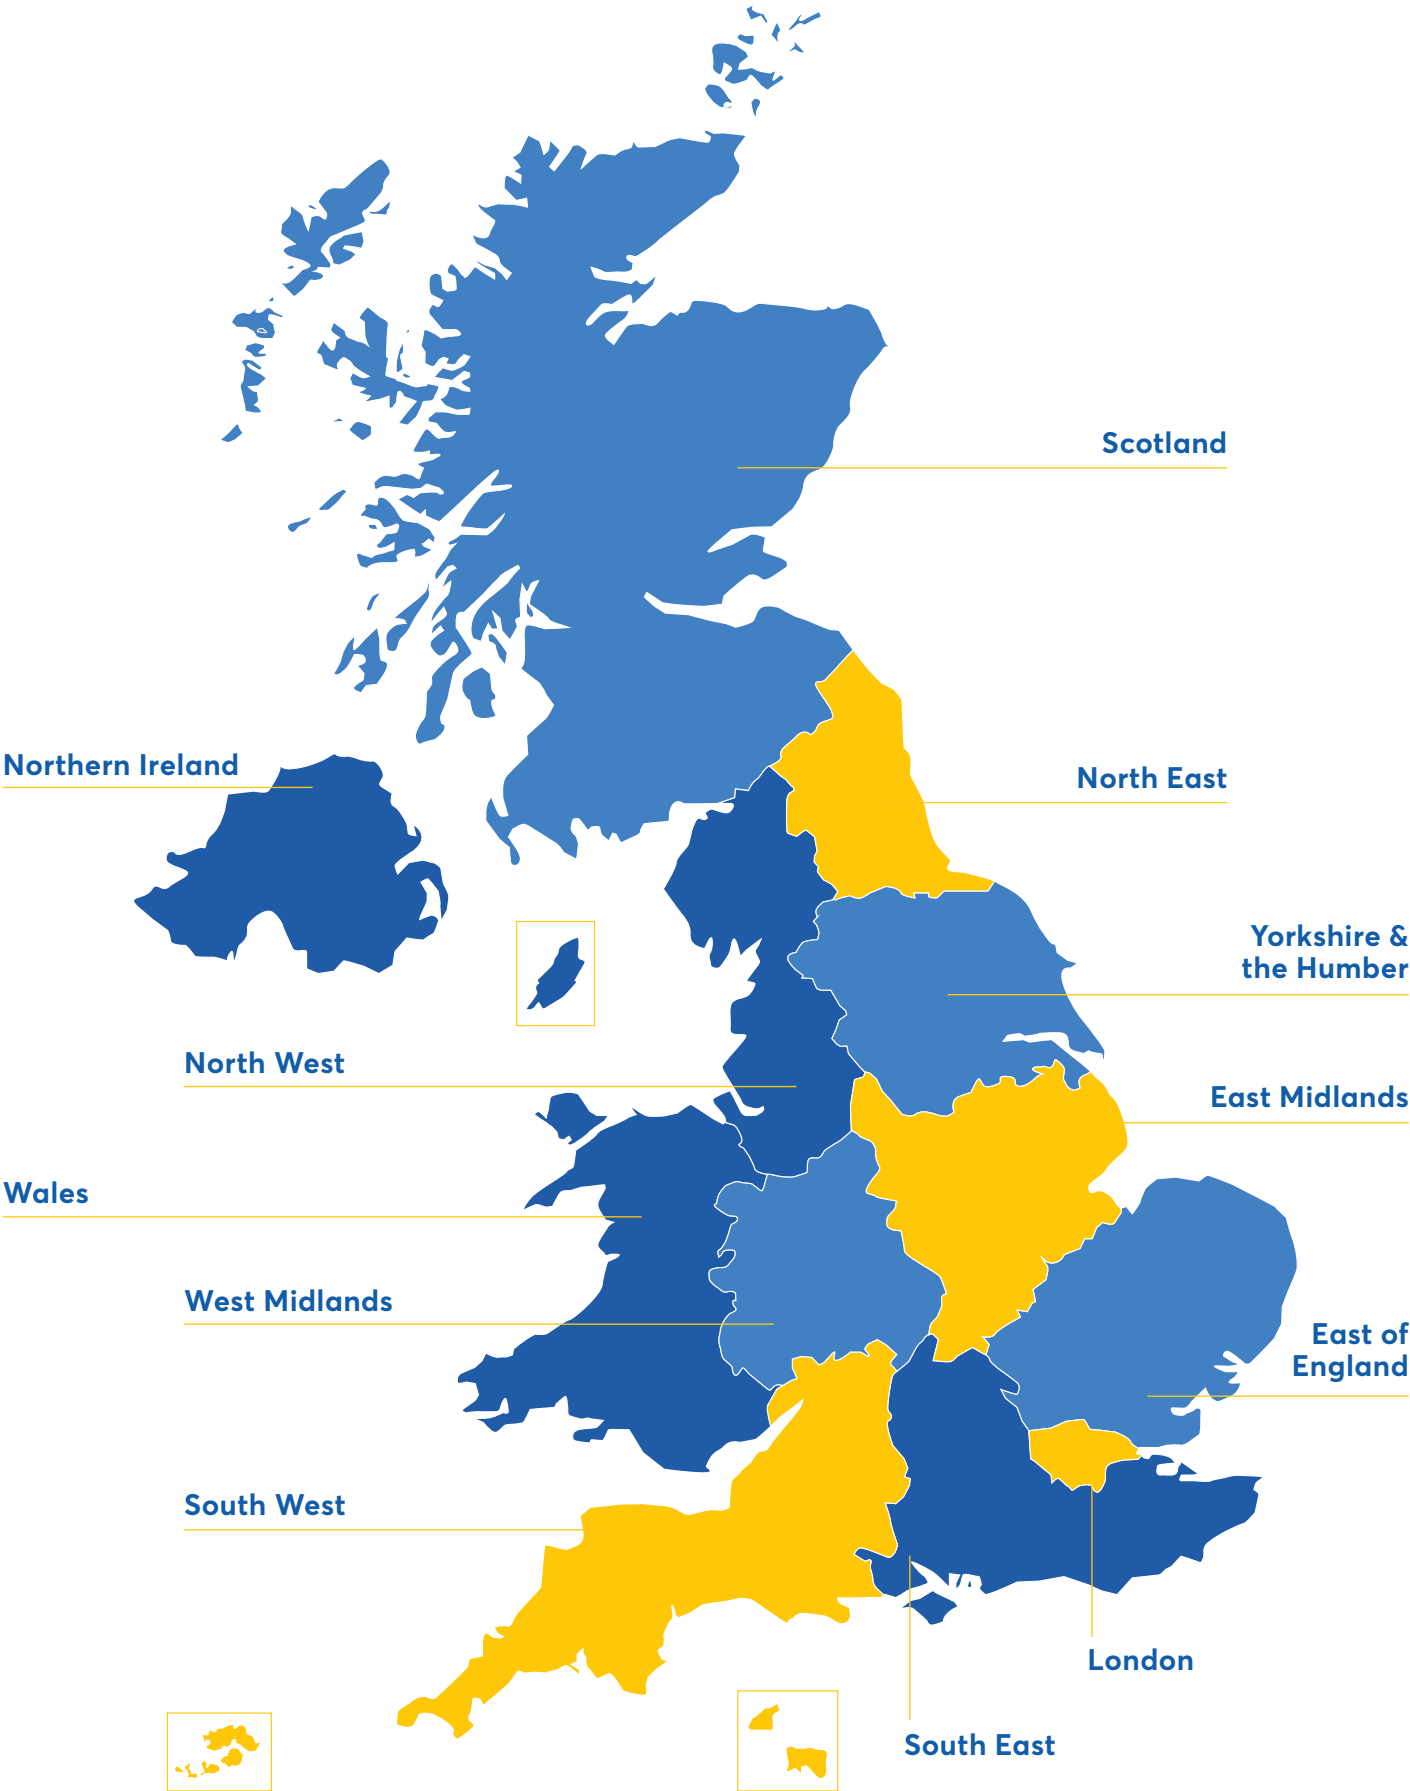 Scotland
Northern Ireland
North East
Yorkshire &
the Humber
North West
East Midlands
Wales
West Midlands
East of
England
South West
London
South East